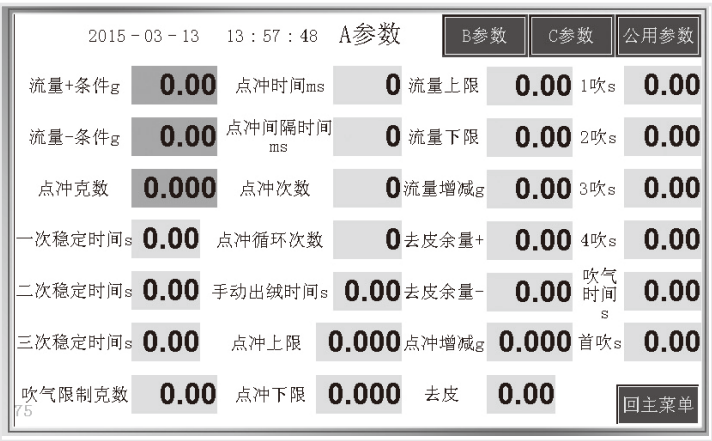 2015-03-13 13:57:48 A参数 B参数 C参数 公用参数
流量+条件g 0.00 点冲时间ms 0 流量上限 0.00 1吹s 0.00
流量-条件g 0.00 点冲间隔时间ms 0 流量下限 0.00 2吹s 0.00
点冲克数 0.000 点冲次数 0 流量增减g 0.00 3吹s 0.00
一次稳定时间s 0.00 点冲循环次数 0 去皮余量+ 0.00 4吹s 0.00
二次稳定时间s 0.00 手动出绒时间s 0.00 去皮余量- 0.00 吹气时间s 0.00
三次稳定时间s 0.00 点冲上限 0.000 点冲增减g 0.000 首吹s 0.00
吹气限制克数 0.00 点冲下限 0.000 去皮 0.00 回主菜单
75